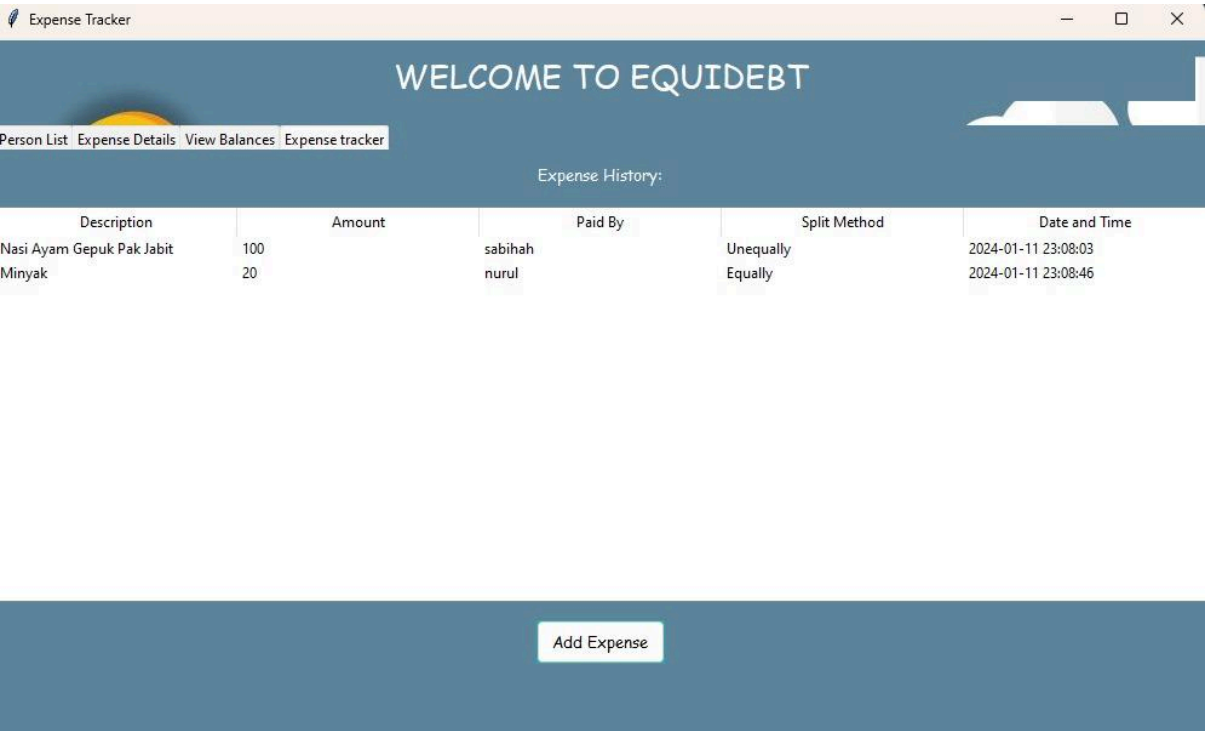 Expense Tracker
WELCOME TO EQUIDEBT
Person List Expense Details View Balances Expense tracker
Expense History:
Description Amount Paid By Split Method Date and Time
Nasi Ayam Gepuk Pak Jabit 100 sabihah Unequally 2024-01-11 23:08:03
Minyak 20 nurul Equally 2024-01-11 23:08:46
Add Expense